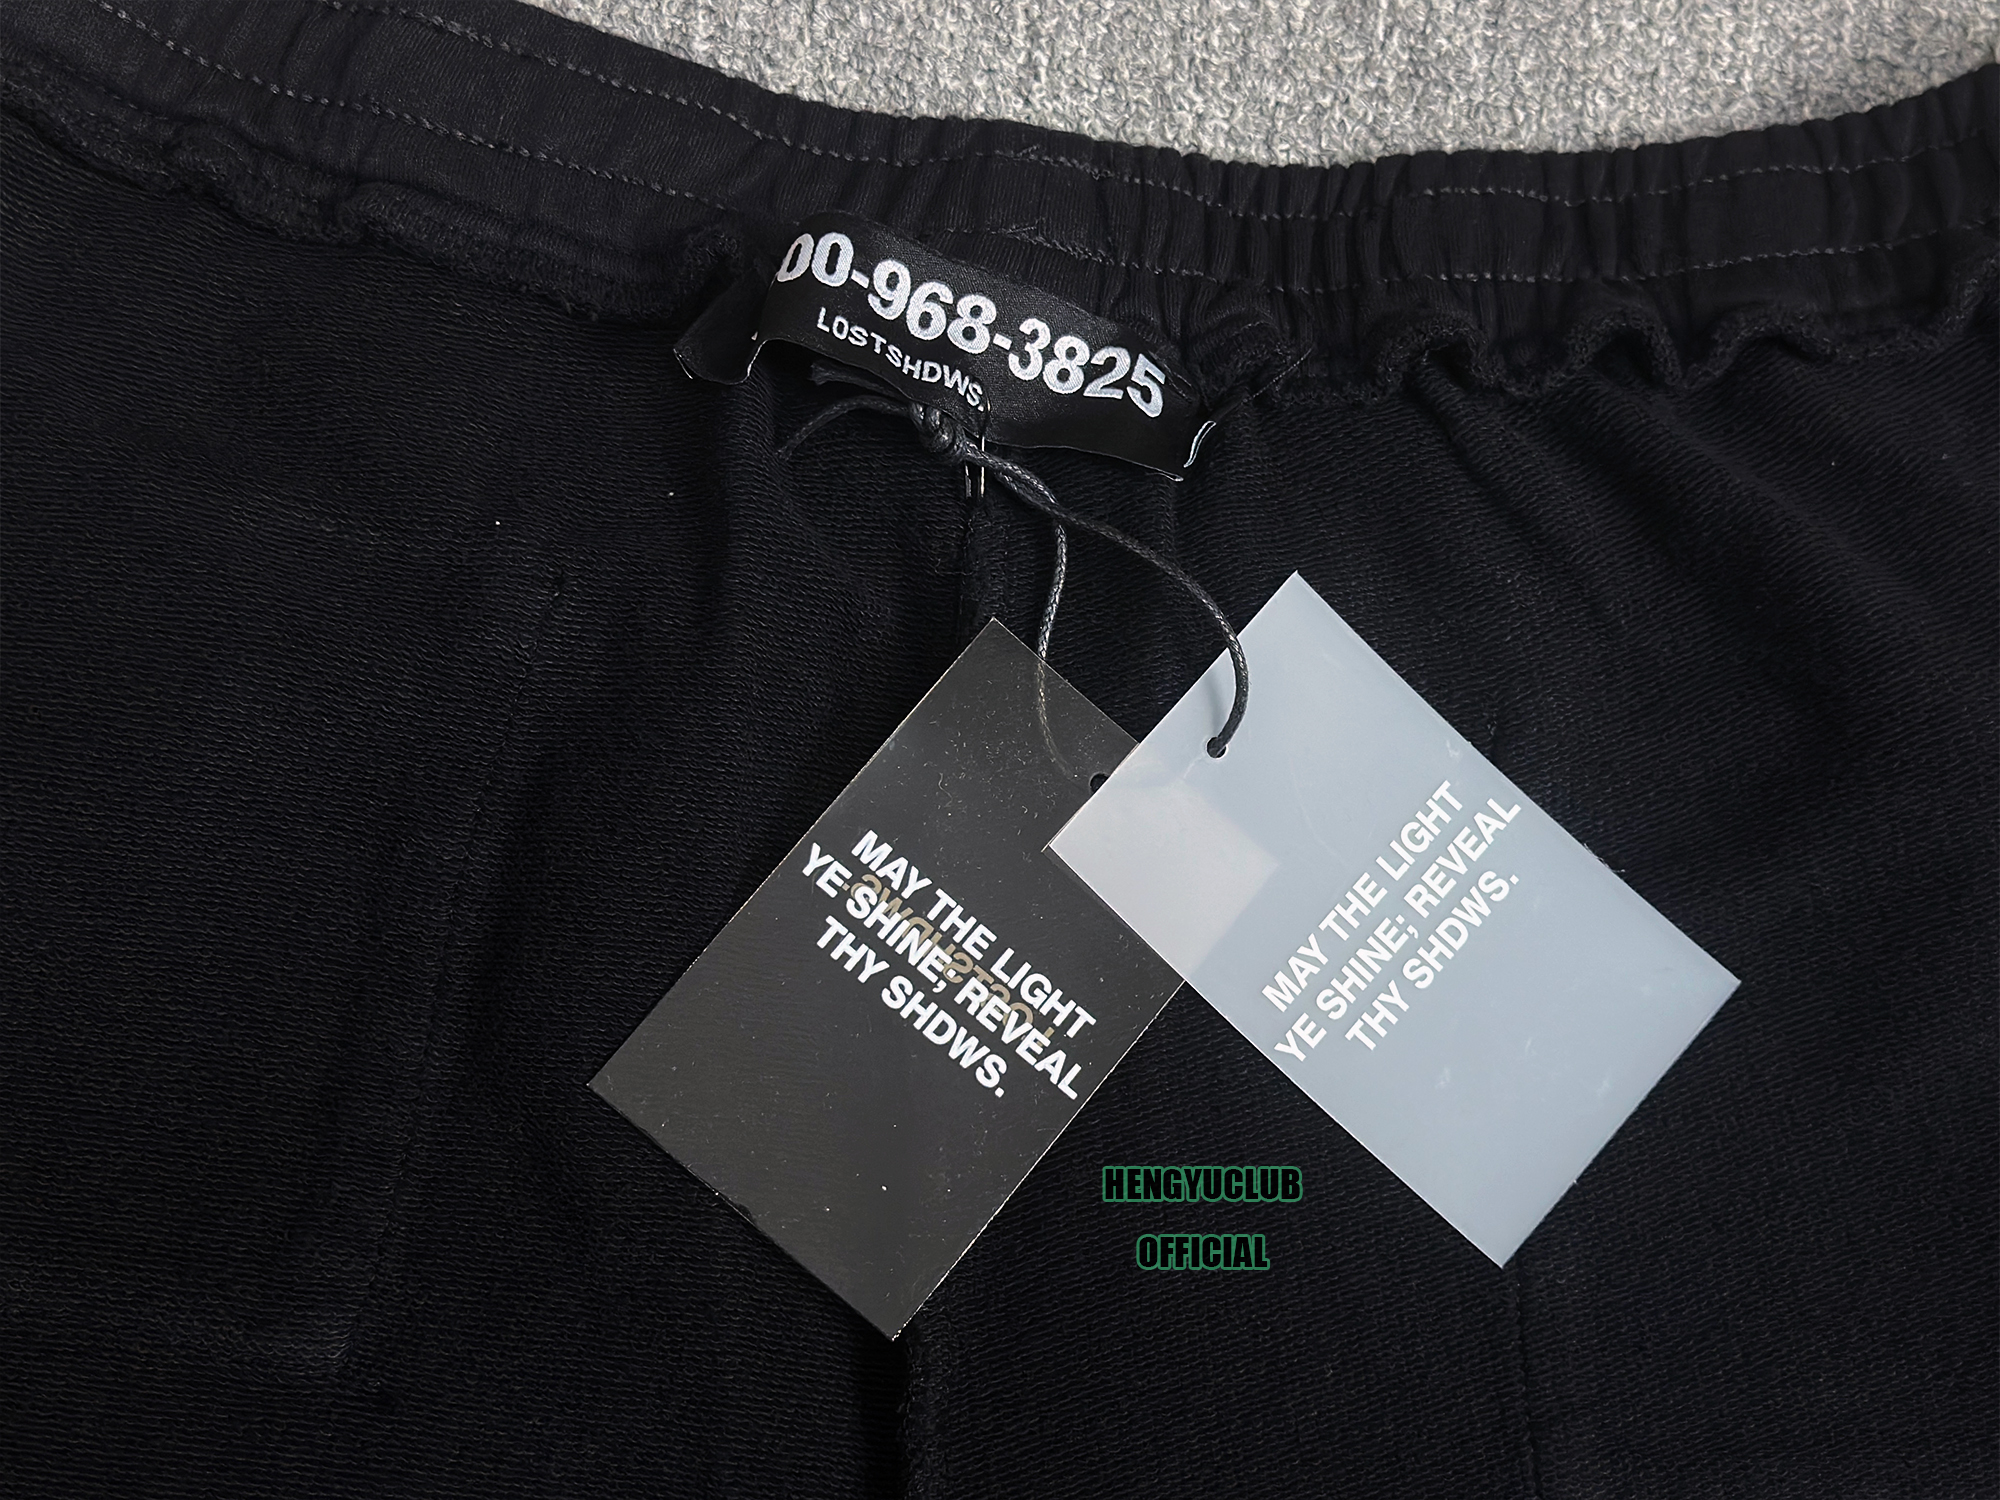 00-968-3825
LOSTSHDWS.
MAY THE LIGHT
YE SHINE; REVEAL
THY SHDWS.
LOSTSHDWS.
MAY THE LIGHT
YE SHINE; REVEAL
THY SHDWS.
HENGYUCLUB
OFFICIAL